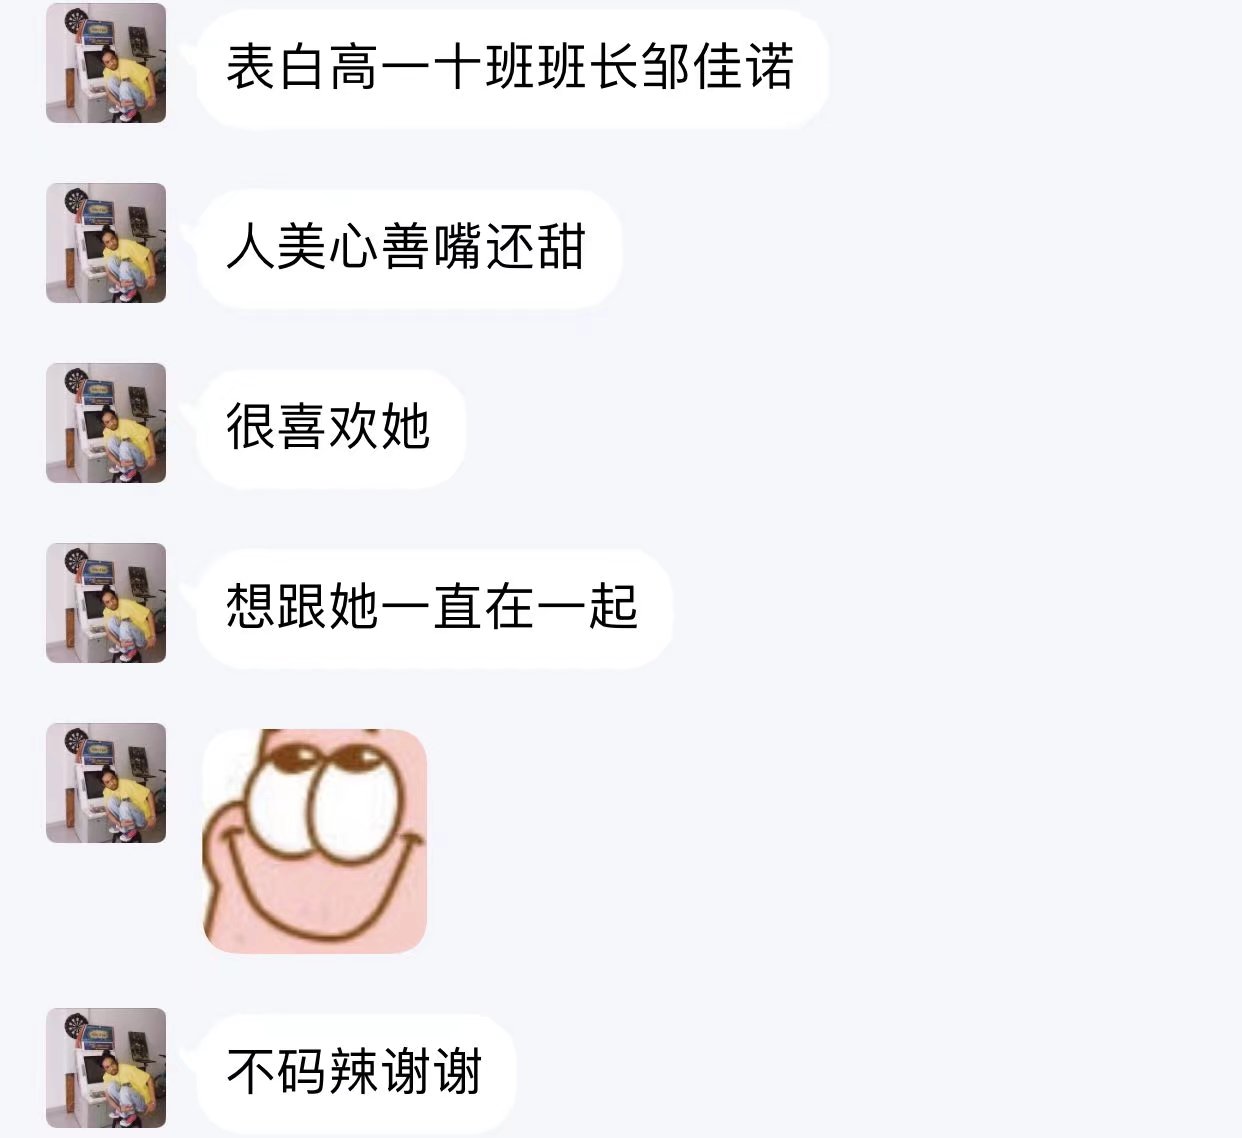 表白高一十班班长邹佳诺
人美心善嘴还甜
很喜欢她
想跟她一直在一起
不码辣谢谢